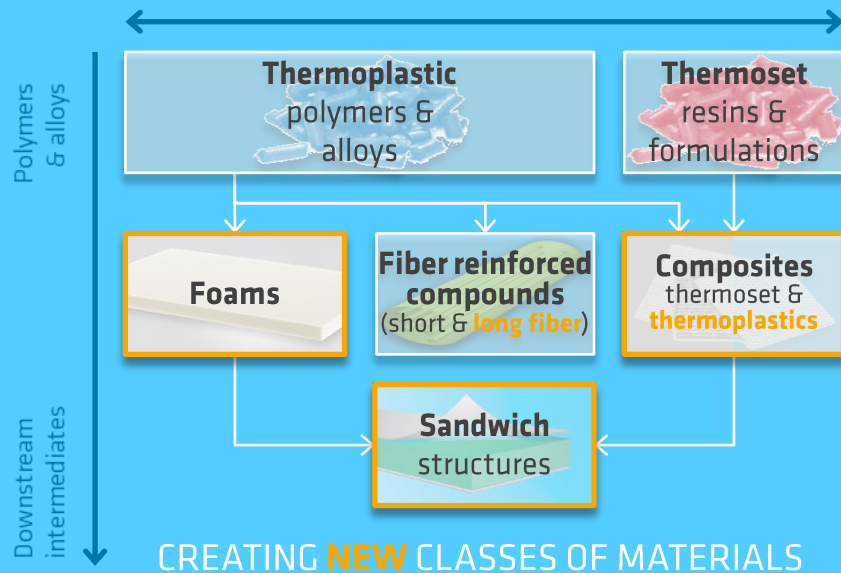 Polymers
& alloys
Thermoplastic
polymers &
alloys
Thermoset
resins &
formulations
Foams
Fiber reinforced
compounds
(short & long fiber)
Composites
thermoset &
thermoplastics
Downstream
intermediates
Sandwich
structures
CREATING NEW CLASSES OF MATERIALS